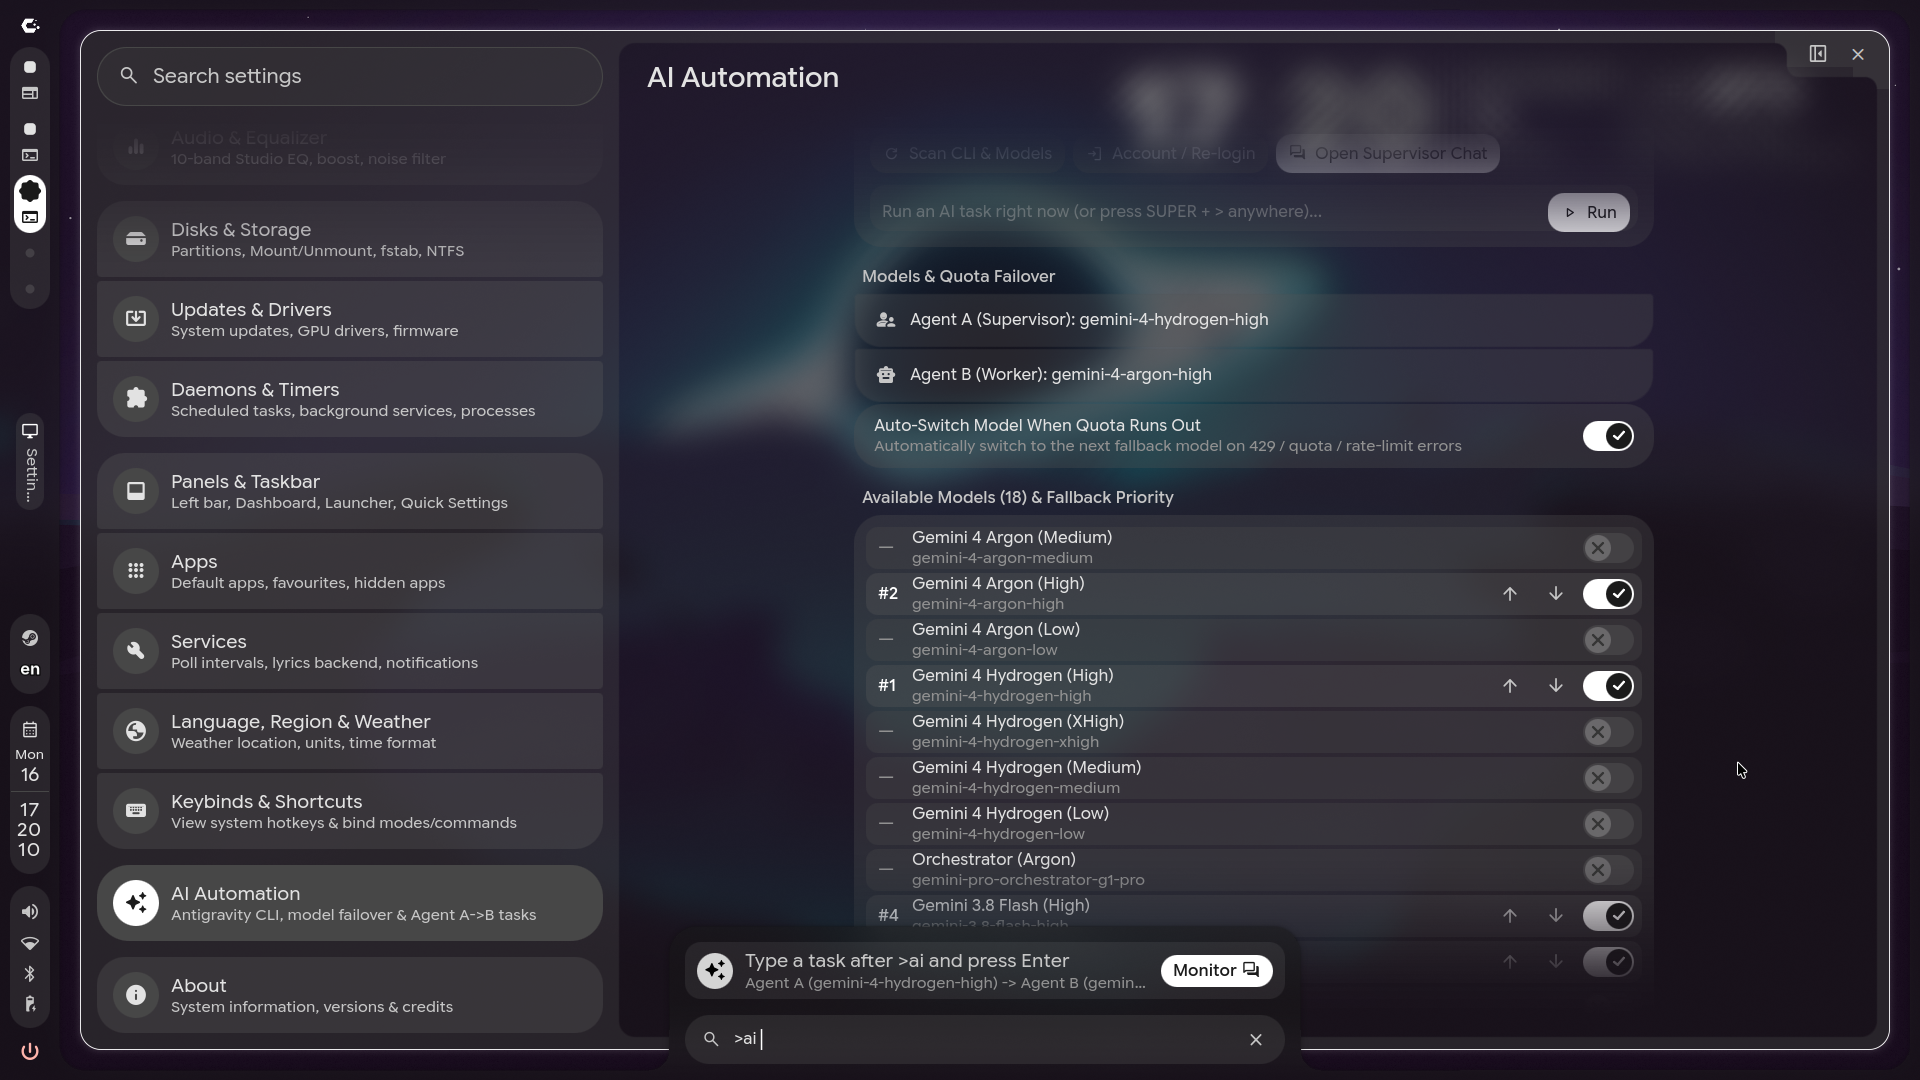 Search settings
Audio & Equalizer
10-band Studio EQ, boost, noise filter
Disks & Storage
Partitions, Mount/Unmount, fstab, NTFS
Updates & Drivers
System updates, GPU drivers, firmware
Daemons & Timers
Scheduled tasks, background services, processes
Panels & Taskbar
Left bar, Dashboard, Launcher, Quick Settings
Apps
Default apps, favourites, hidden apps
Services
Poll intervals, lyrics backend, notifications
Language, Region & Weather
Weather location, units, time format
Keybinds & Shortcuts
View system hotkeys & bind modes/commands
AI Automation
Antigravity CLI, model failover & Agent A->B tasks
About
System information, versions & credits
Settin...
en
Mon
16
17
20
10
AI Automation
Scan CLI & Models
Account / Re-login
Open Supervisor Chat
Run an AI task right now (or press SUPER + > anywhere)...
Run
Models & Quota Failover
Agent A (Supervisor): gemini-4-hydrogen-high
Agent B (Worker): gemini-4-argon-high
Auto-Switch Model When Quota Runs Out
Automatically switch to the next fallback model on 429 / quota / rate-limit errors
Available Models (18) & Fallback Priority
Gemini 4 Argon (Medium)
gemini-4-argon-medium
#2
Gemini 4 Argon (High)
gemini-4-argon-high
Gemini 4 Argon (Low)
gemini-4-argon-low
#1
Gemini 4 Hydrogen (High)
gemini-4-hydrogen-high
Gemini 4 Hydrogen (XHigh)
gemini-4-hydrogen-xhigh
Gemini 4 Hydrogen (Medium)
gemini-4-hydrogen-medium
Gemini 4 Hydrogen (Low)
gemini-4-hydrogen-low
Orchestrator (Argon)
gemini-pro-orchestrator-g1-pro
#4
Gemini 3.8 Flash (High)
gemini-3.8-flash-high
Type a task after >ai and press Enter
Agent A (gemini-4-hydrogen-high) -> Agent B (gemin...
Monitor
>ai